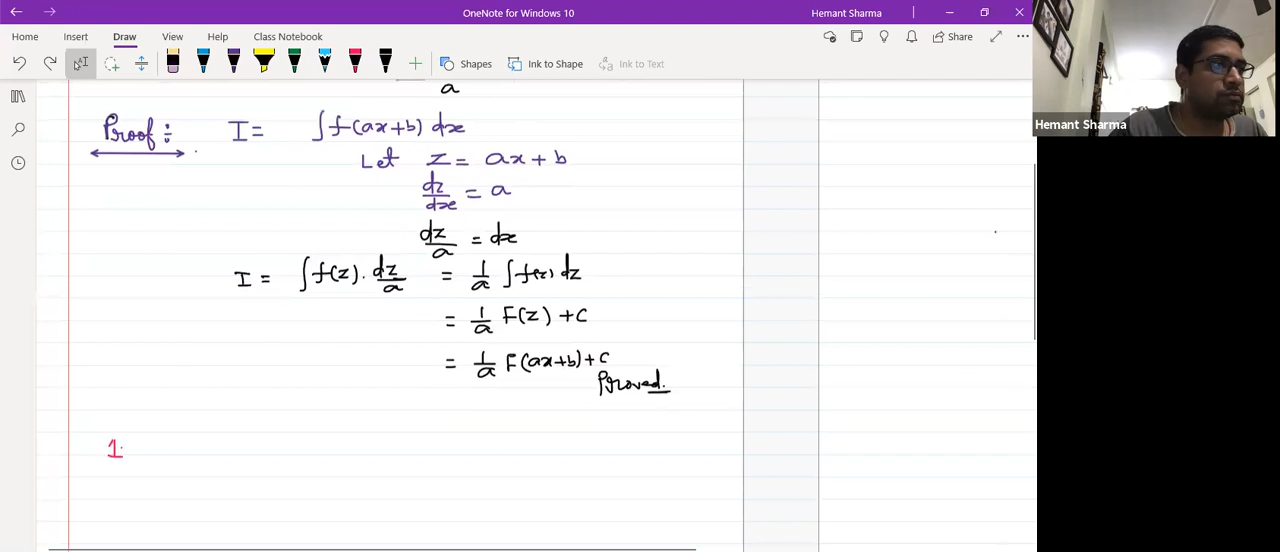 OneNote for Windows 10
Hemant Sharma
Home Insert Draw View Help Class Notebook
Share
Shapes Ink to Shape Ink to Text
a
Proof :- I = ∫f(ax+b) dx
Let z = ax + b
dz/dx = a
dz/a = dx
I = ∫f(z). dz/a = 1/a ∫f(z) dz
= 1/a F(z) + c
= 1/a F(ax+b) + c
Proved.
1.
Hemant Sharma